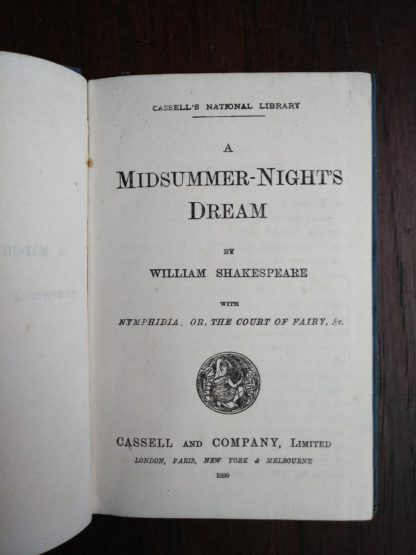 CASSELL'S NATIONAL LIBRARY
A
MIDSUMMER-NIGHT'S
DREAM
BY
WILLIAM SHAKESPEARE
WITH
NYMPHIDIA, OR, THE COURT OF FAIRY, &c.
CASSELL AND COMPANY, LIMITED
LONDON, PARIS, NEW YORK & MELBOURNE
1899